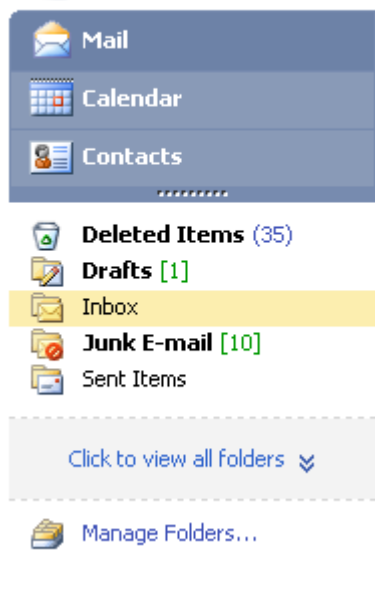 Mail
Calendar
Contacts
Deleted Items (35)
Drafts [1]
Inbox
Junk E-mail [10]
Sent Items
Click to view all folders
Manage Folders...